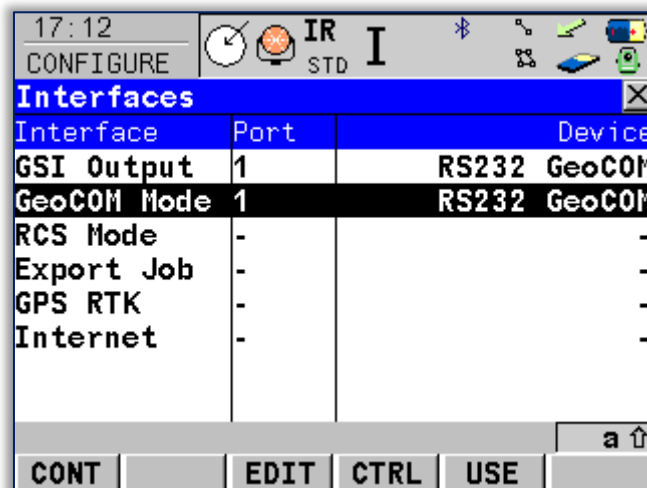 17:12
CONFIGURE
IR
STD
I
Interfaces
Interface Port Device
GSI Output 1 RS232 GeoCOM
GeoCOM Mode 1 RS232 GeoCOM
RCS Mode - -
Export Job - -
GPS RTK - -
Internet - -
a
CONT EDIT CTRL USE